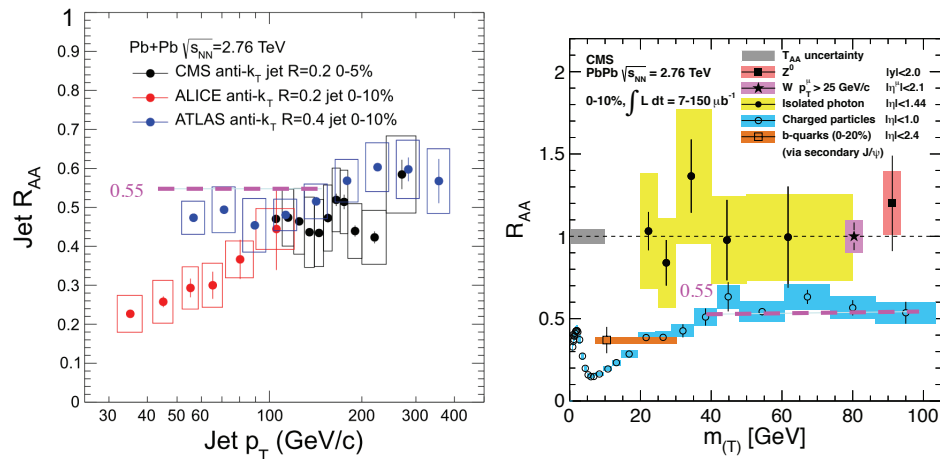 Pb+Pb √s_NN=2.76 TeV
CMS anti-k_T jet R=0.2 0-5%
ALICE anti-k_T R=0.2 jet 0-10%
ATLAS anti-k_T R=0.4 jet 0-10%
0.55
Jet R_AA
1
0.9
0.8
0.7
0.6
0.5
0.4
0.3
0.2
0.1
0
30 40 50 60 100 200 300 400
Jet p_T (GeV/c)
CMS
PbPb √s_NN = 2.76 TeV
0-10%, ∫ L dt = 7-150 μb⁻¹
T_AA uncertainty
Z⁰ |y|<2.0
W p_T^μ > 25 GeV/c |η^μ|<2.1
Isolated photon |η|<1.44
Charged particles |η|<1.0
b-quarks (0-20%) |η|<2.4
(via secondary J/ψ)
0.55
R_AA
2
1.5
1
0.5
0
0 20 40 60 80 100
m_(T) [GeV]